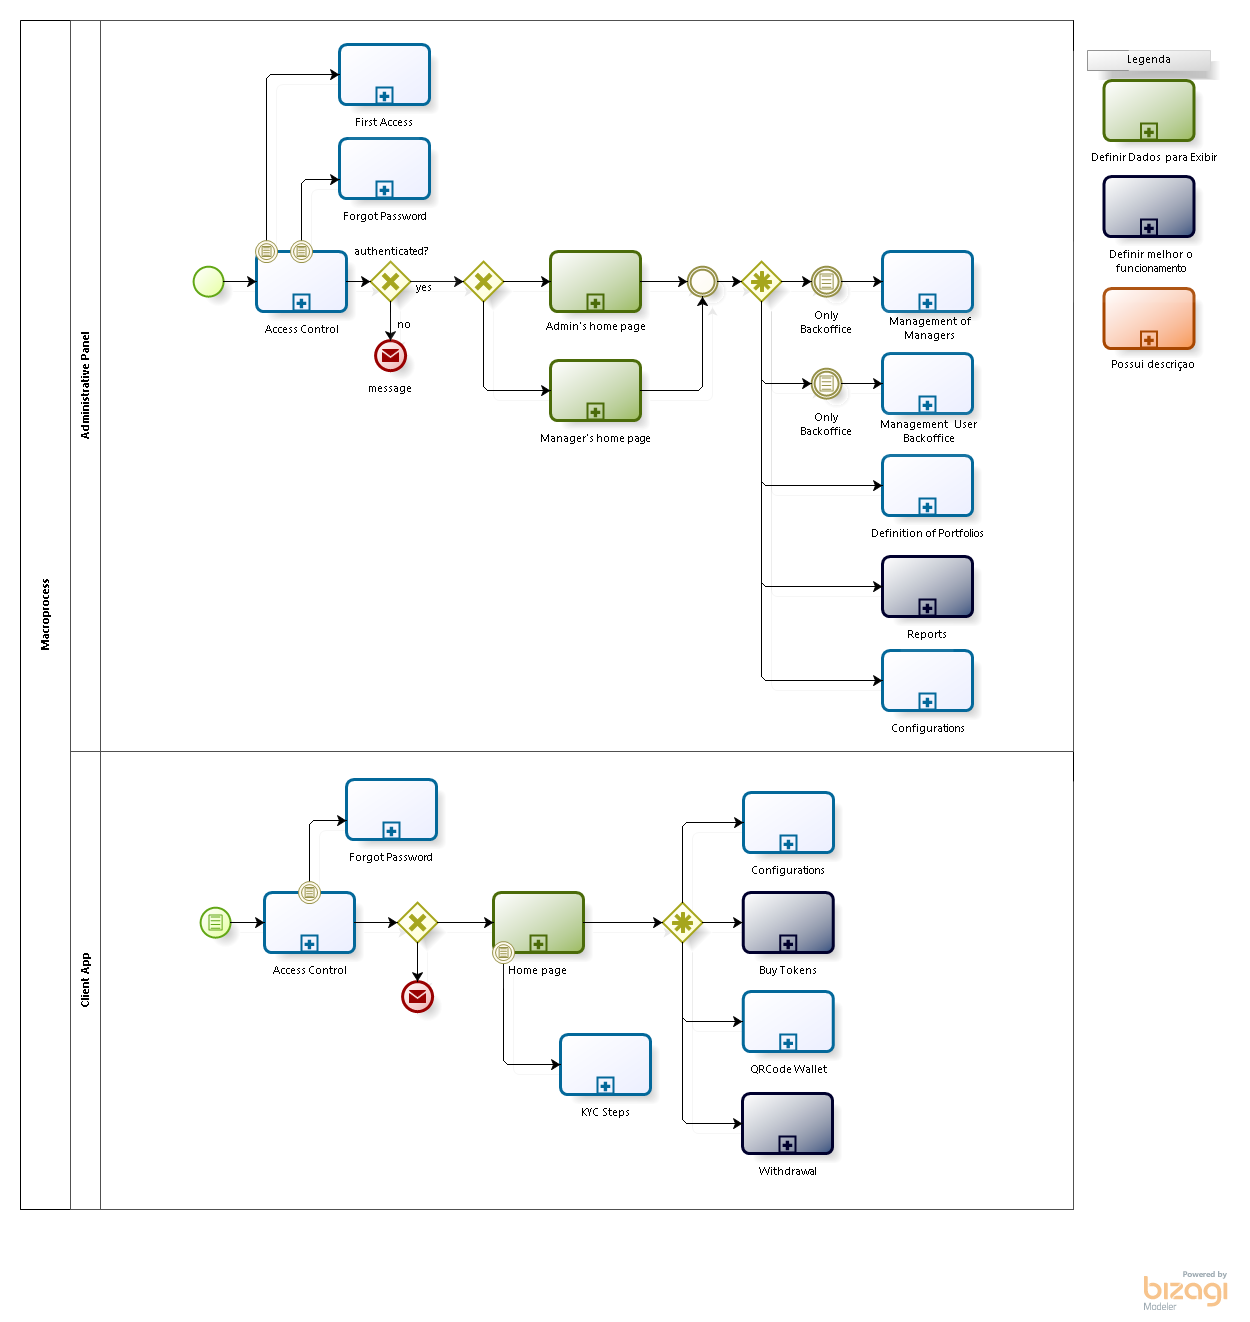 Macroprocess
Administrative Panel
First Access
Forgot Password
authenticated?
yes
no
Access Control
message
Admin's home page
Manager's home page
Only
Backoffice
Management of
Managers
Only
Backoffice
Management User
Backoffice
Definition of Portfolios
Reports
Configurations
Client App
Forgot Password
Access Control
Home page
KYC Steps
Configurations
Buy Tokens
QRCode Wallet
Withdrawal
Legenda
Definir Dados para Exibir
Definir melhor o
funcionamento
Possui descriçao
Powered by
bizagi
Modeler